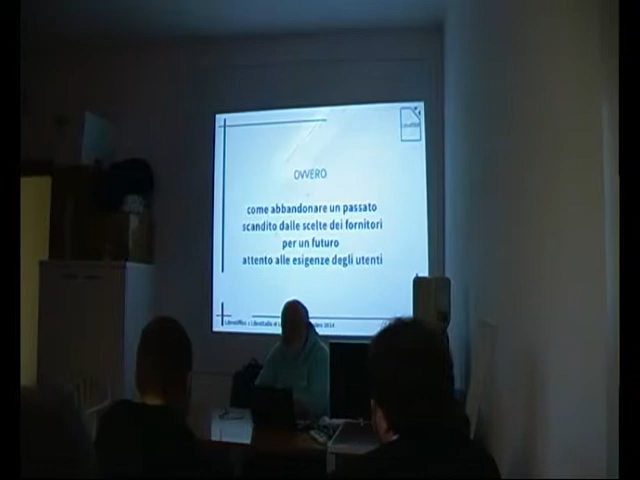 OVVERO
come abbandonare un passato
scandito dalle scelte dei fornitori
per un futuro
attento alle esigenze degli utenti